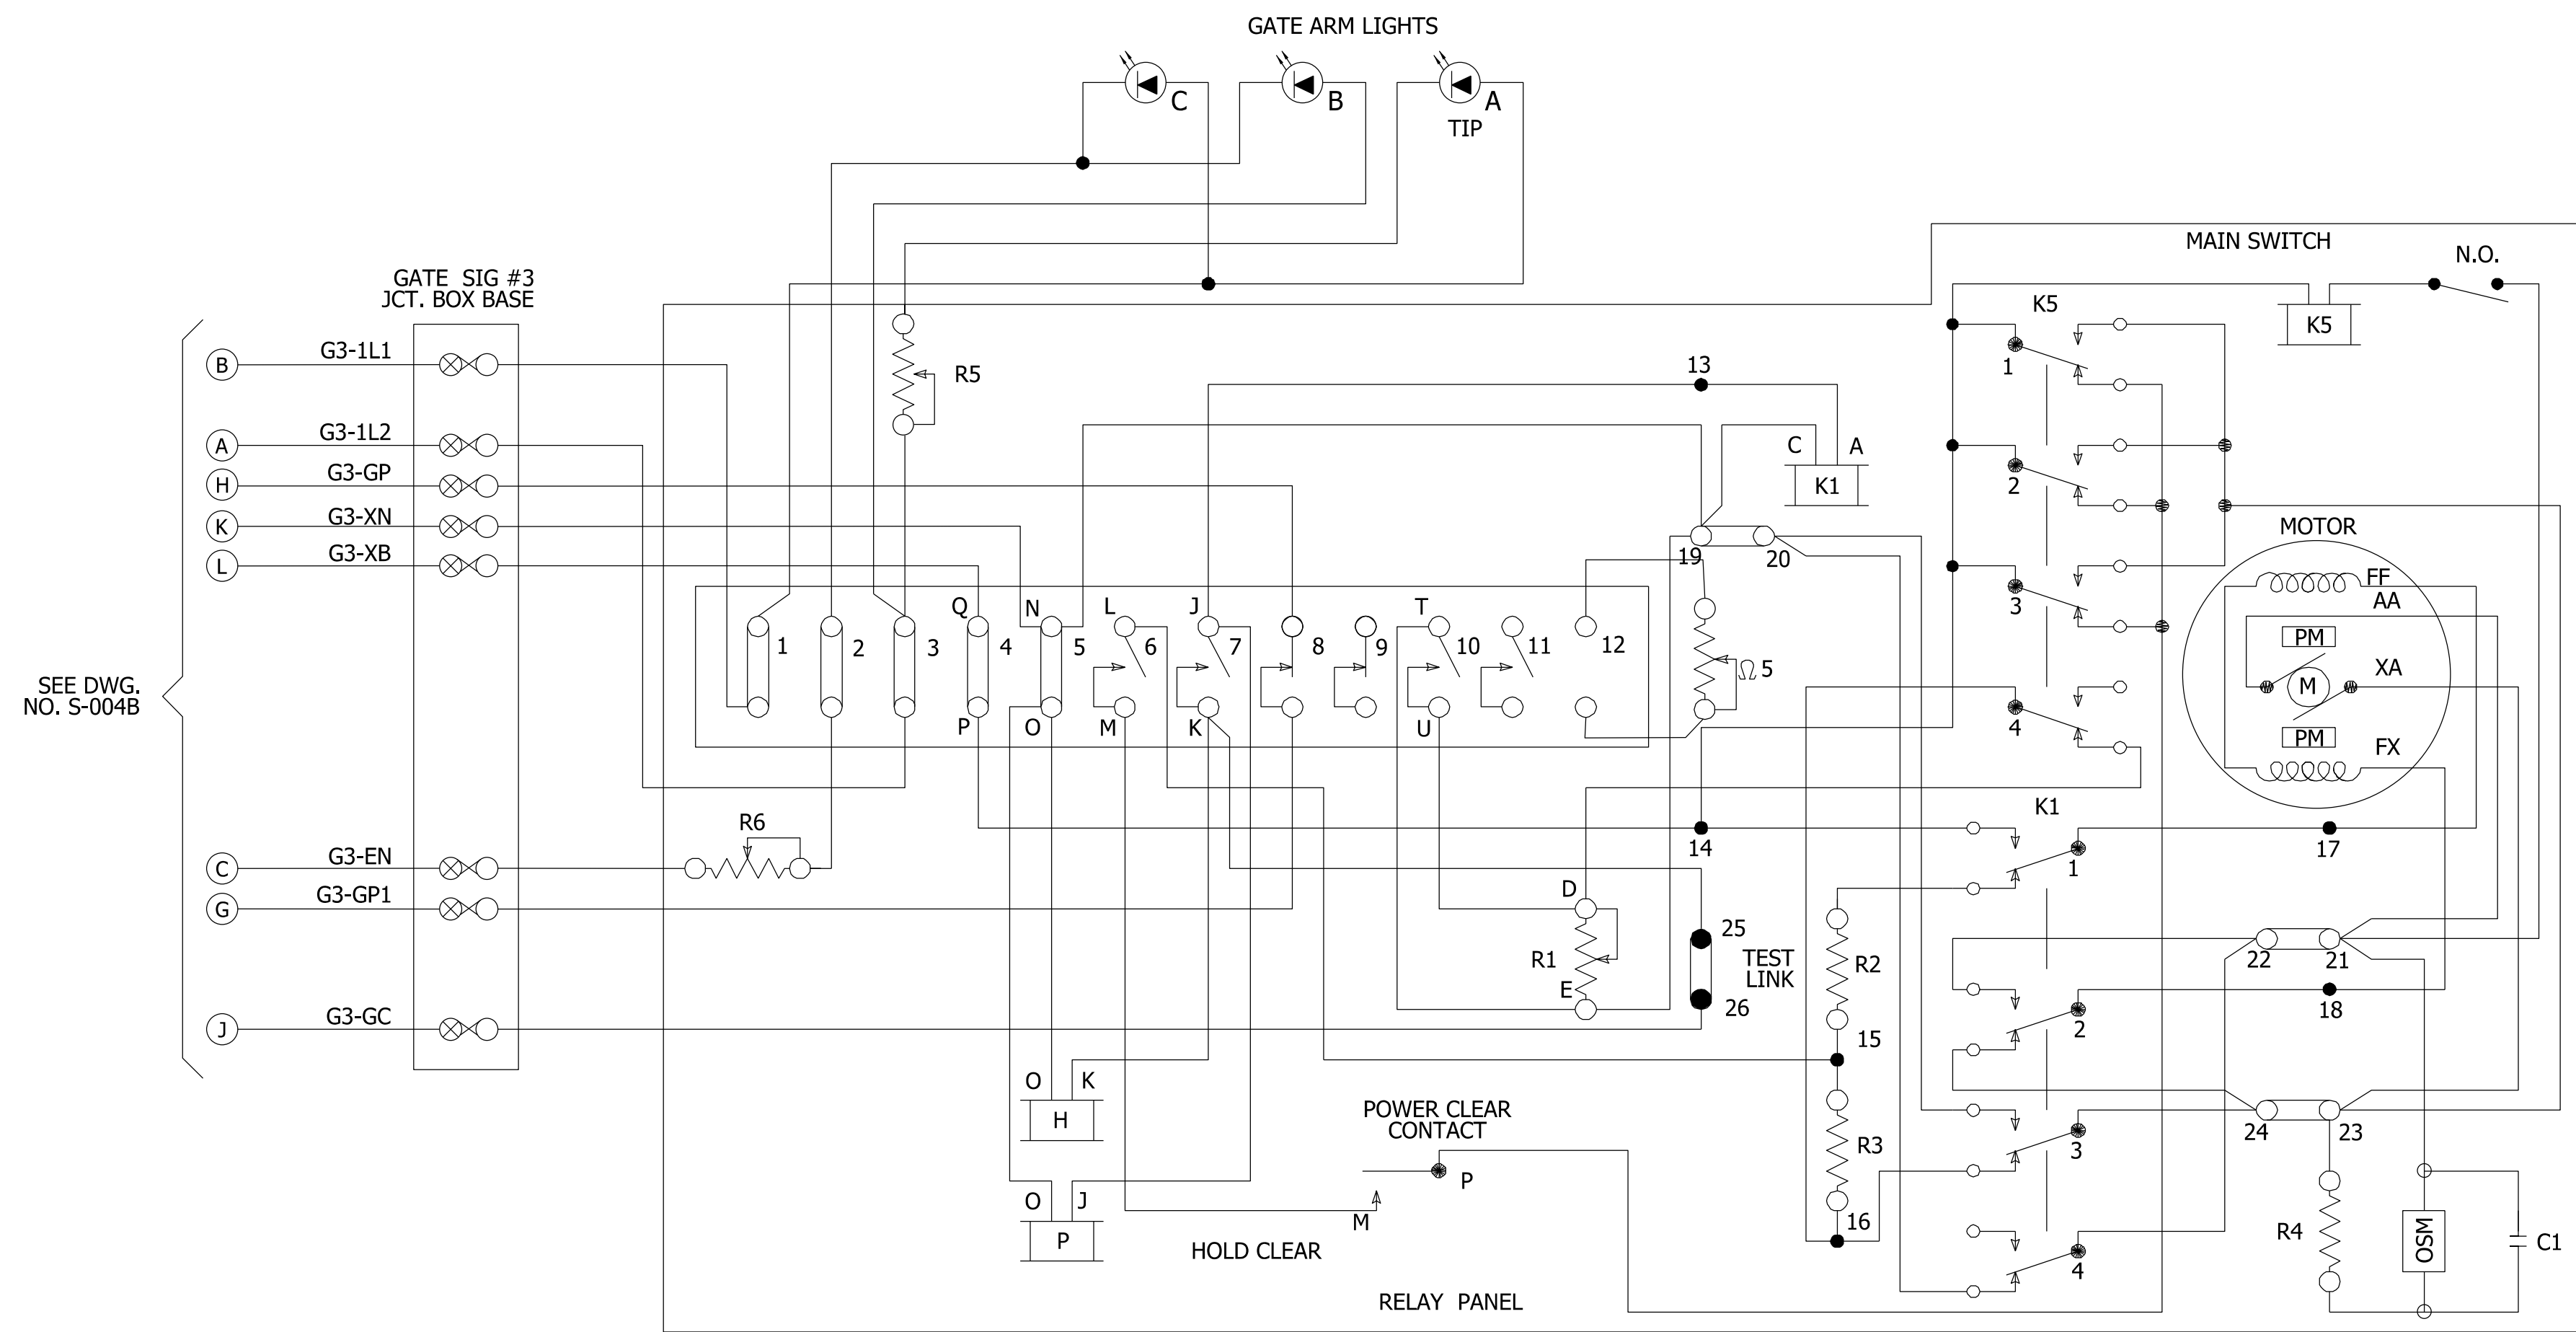 GATE ARM LIGHTS
C
B
A
TIP
MAIN SWITCH
N.O.
GATE SIG #3
JCT. BOX BASE
K5
K5
B
G3-1L1
R5
13
1
A
G3-1L2
C
A
H
G3-GP
K1
2
K
G3-XN
MOTOR
L
G3-XB
19
20
FF
AA
Q
N
L
J
T
3
1
2
3
4
5
6
7
8
9
10
11
12
PM
SEE DWG.
NO. S-004B
Ω 5
XA
M
P
O
M
K
U
4
PM
FX
R6
K1
C
G3-EN
14
17
1
G
G3-GP1
D
25
R1
TEST
LINK
R2
22
21
E
26
J
G3-GC
15
2
18
O
K
H
POWER CLEAR
CONTACT
R3
3
24
23
P
O
J
P
M
16
HOLD CLEAR
R4
OSM
C1
4
RELAY PANEL